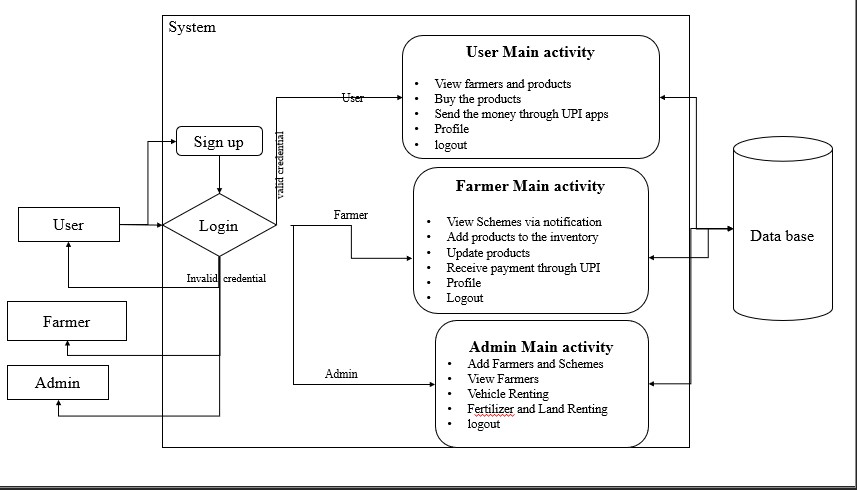 System
User Main activity
• View farmers and products
• Buy the products
• Send the money through UPI apps
• Profile
• logout
User
valid credential
Sign up
Login
User
Farmer Main activity
Farmer
• View Schemes via notification
• Add products to the inventory
• Update products
• Receive payment through UPI
• Profile
• Logout
Data base
Invalid credential
Farmer
Admin
Admin Main activity
Admin
• Add Farmers and Schemes
• View Farmers
• Vehicle Renting
• Fertilizer and Land Renting
• logout